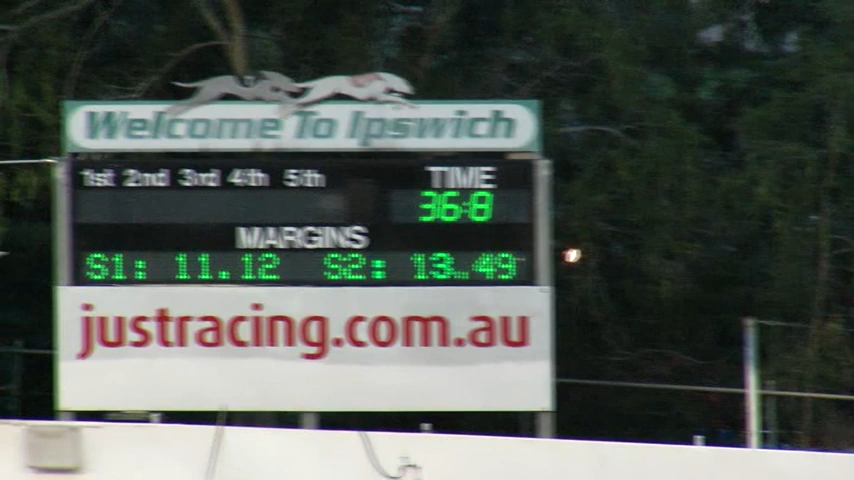 Welcome To Ipswich
1st 2nd 3rd 4th 5th TIME
36:8
MARGINS
S1: 11.12 S2: 13.49
justracing.com.au